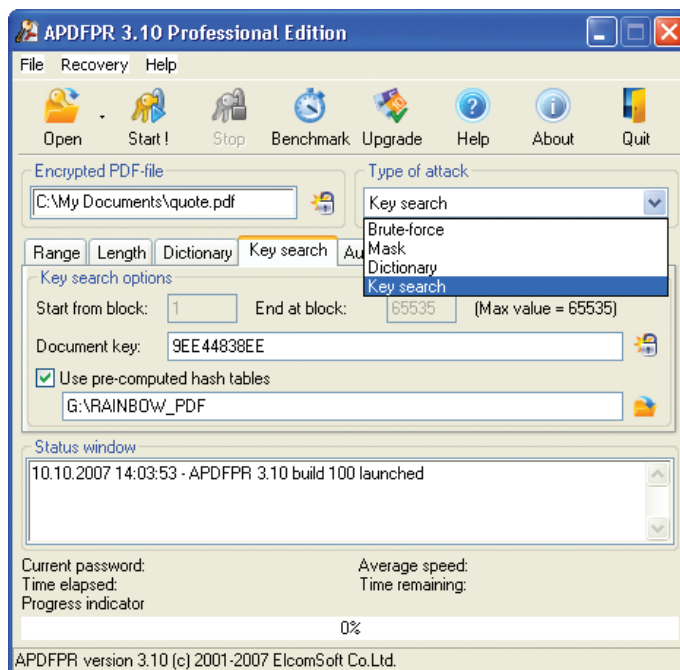 APDFPR 3.10 Professional Edition
File Recovery Help
Open Start ! Stop Benchmark Upgrade Help About Quit
Encrypted PDF-file
C:\My Documents\quote.pdf
Type of attack
Key search
Brute-force
Mask
Dictionary
Key search
Range Length Dictionary Key search Au
Key search options
Start from block: 1 End at block: 65535 (Max value = 65535)
Document key: 9EE44838EE
Use pre-computed hash tables
G:\RAINBOW_PDF
Status window
10.10.2007 14:03:53 - APDFPR 3.10 build 100 launched
Current password: Average speed:
Time elapsed: Time remaining:
Progress indicator
0%
APDFPR version 3.10 (c) 2001-2007 ElcomSoft Co.Ltd.